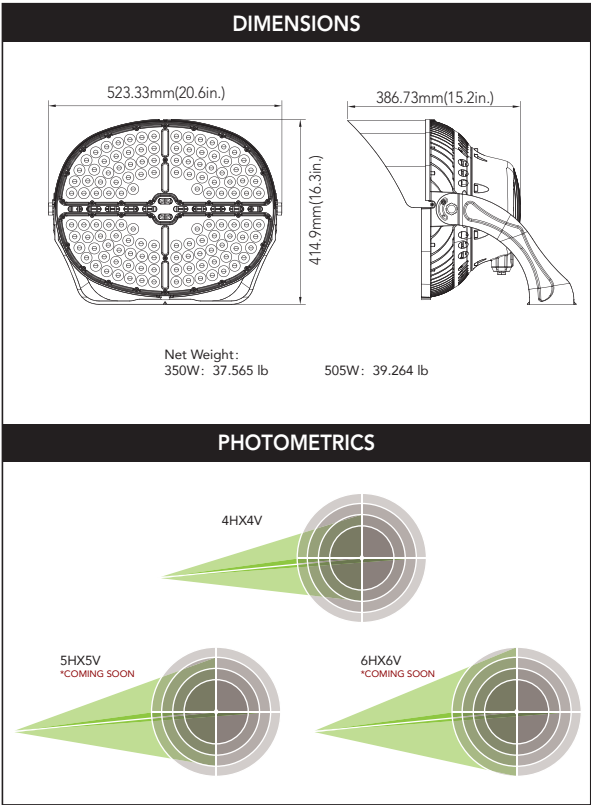 DIMENSIONS
523.33mm(20.6in.)
386.73mm(15.2in.)
414.9mm(16.3in.)
Net Weight:
350W: 37.565 lb 505W: 39.264 lb
PHOTOMETRICS
4HX4V
5HX5V
*COMING SOON
6HX6V
*COMING SOON